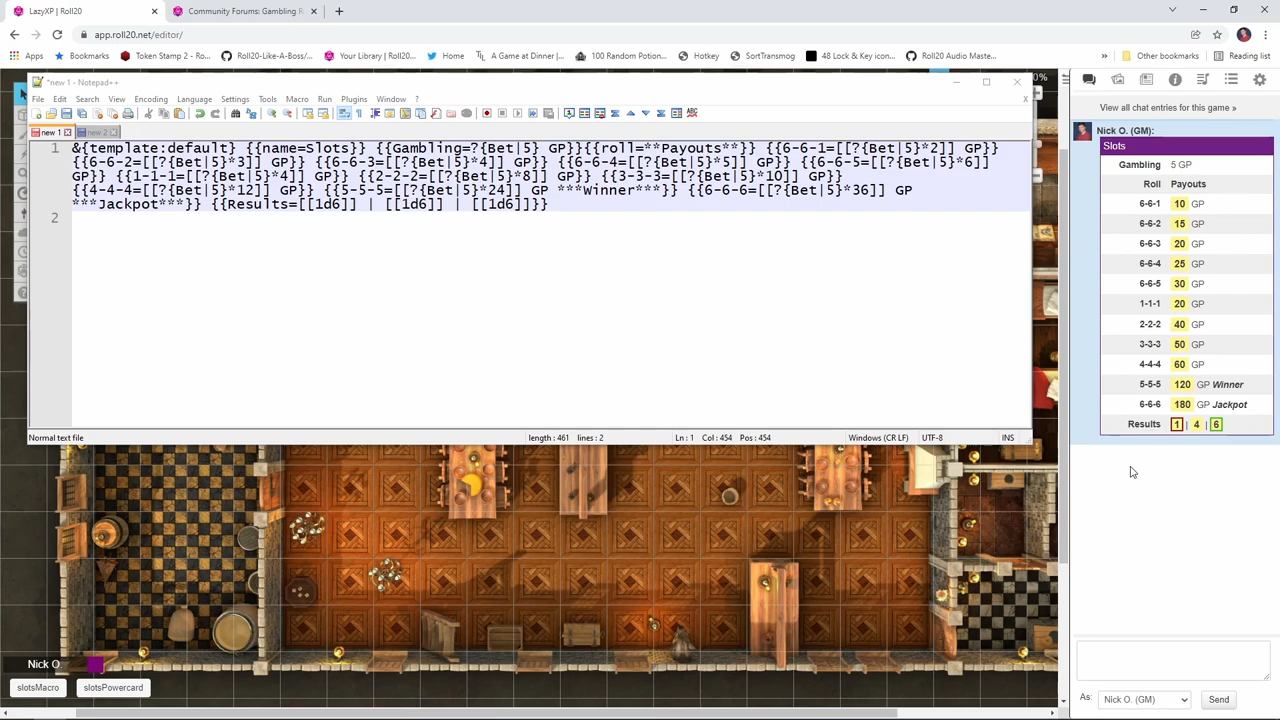 LazyXP | Roll20
Community Forums: Gambling R
app.roll20.net/editor/
Apps
Bookmarks
Token Stamp 2 - Ro...
Roll20-Like-A-Boss/...
Your Library | Roll20...
Home
A Game at Dinner |...
100 Random Potion...
Hotkey
SortTransmog
48 Lock & Key icon...
Roll20 Audio Maste...
Other bookmarks
Reading list
*new 1 - Notepad++
File Edit Search View Encoding Language Settings Tools Macro Run Plugins Window ?
new 1
new 2
1 &{template:default} {{name=Slots}} {{Gambling=?{Bet|5} GP}}{{roll=**Payouts**}} {{6-6-1=[[?{Bet|5}*2]] GP}}
{{6-6-2=[[?{Bet|5}*3]] GP}} {{6-6-3=[[?{Bet|5}*4]] GP}} {{6-6-4=[[?{Bet|5}*5]] GP}} {{6-6-5=[[?{Bet|5}*6]]
GP}} {{1-1-1=[[?{Bet|5}*4]] GP}} {{2-2-2=[[?{Bet|5}*8]] GP}} {{3-3-3=[[?{Bet|5}*10]] GP}}
{{4-4-4=[[?{Bet|5}*12]] GP}} {{5-5-5=[[?{Bet|5}*24]] GP ***Winner***}} {{6-6-6=[[?{Bet|5}*36]] GP
***Jackpot***}} {{Results=[[1d6]] | [[1d6]] | [[1d6]]}}
2
Normal text file
length : 461 lines : 2
Ln : 1 Col : 454 Pos : 454
Windows (CR LF)
UTF-8
INS
View all chat entries for this game »
Nick O. (GM):
Slots
Gambling 5 GP
Roll Payouts
6-6-1 10 GP
6-6-2 15 GP
6-6-3 20 GP
6-6-4 25 GP
6-6-5 30 GP
1-1-1 20 GP
2-2-2 40 GP
3-3-3 50 GP
4-4-4 60 GP
5-5-5 120 GP Winner
6-6-6 180 GP Jackpot
Results 1 | 4 | 6
Nick O.
slotsMacro
slotsPowercard
As: Nick O. (GM)
Send